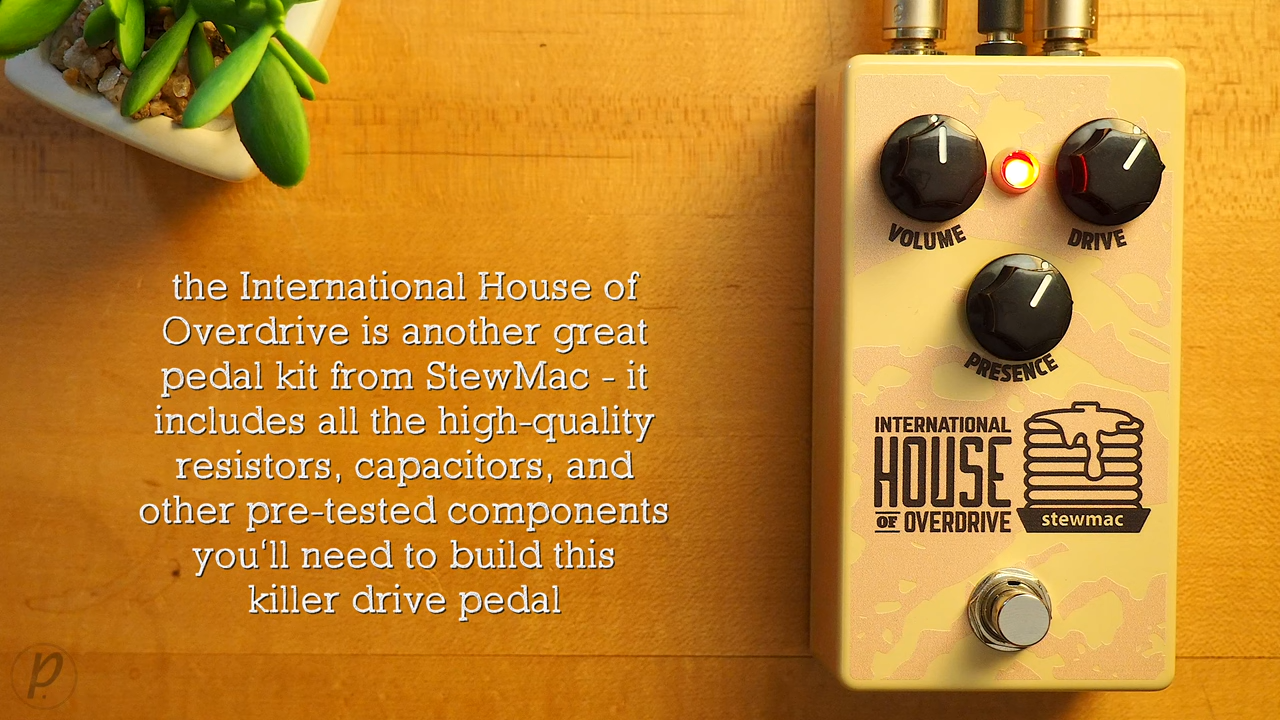 the International House of
Overdrive is another great
pedal kit from StewMac - it
includes all the high-quality
resistors, capacitors, and
other pre-tested components
you'll need to build this
killer drive pedal
VOLUME
DRIVE
PRESENCE
INTERNATIONAL
HOUSE
OF OVERDRIVE
stewmac
p